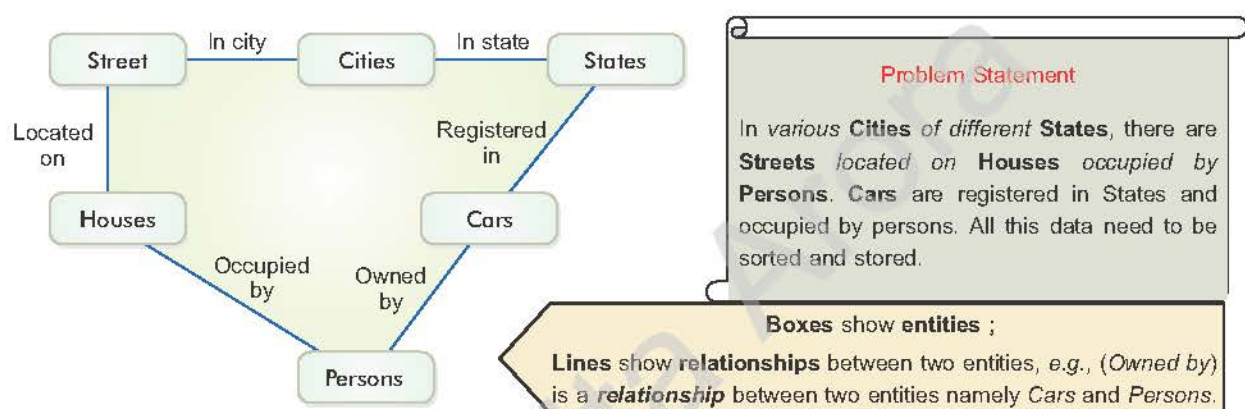 In city
In state
Street
Cities
States
Located
on
Registered
in
Houses
Cars
Occupied
by
Owned
by
Persons
Problem Statement
In various Cities of different States, there are
Streets located on Houses occupied by
Persons. Cars are registered in States and
occupied by persons. All this data need to be
sorted and stored.
Boxes show entities ;
Lines show relationships between two entities, e.g., (Owned by)
is a relationship between two entities namely Cars and Persons.